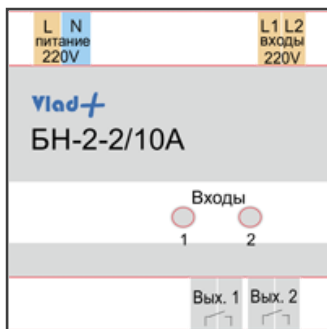 L N
питание
220V
L1 L2
входы
220V
Vlad+
БН-2-2/10А
Входы
1 2
Вых. 1 Вых. 2